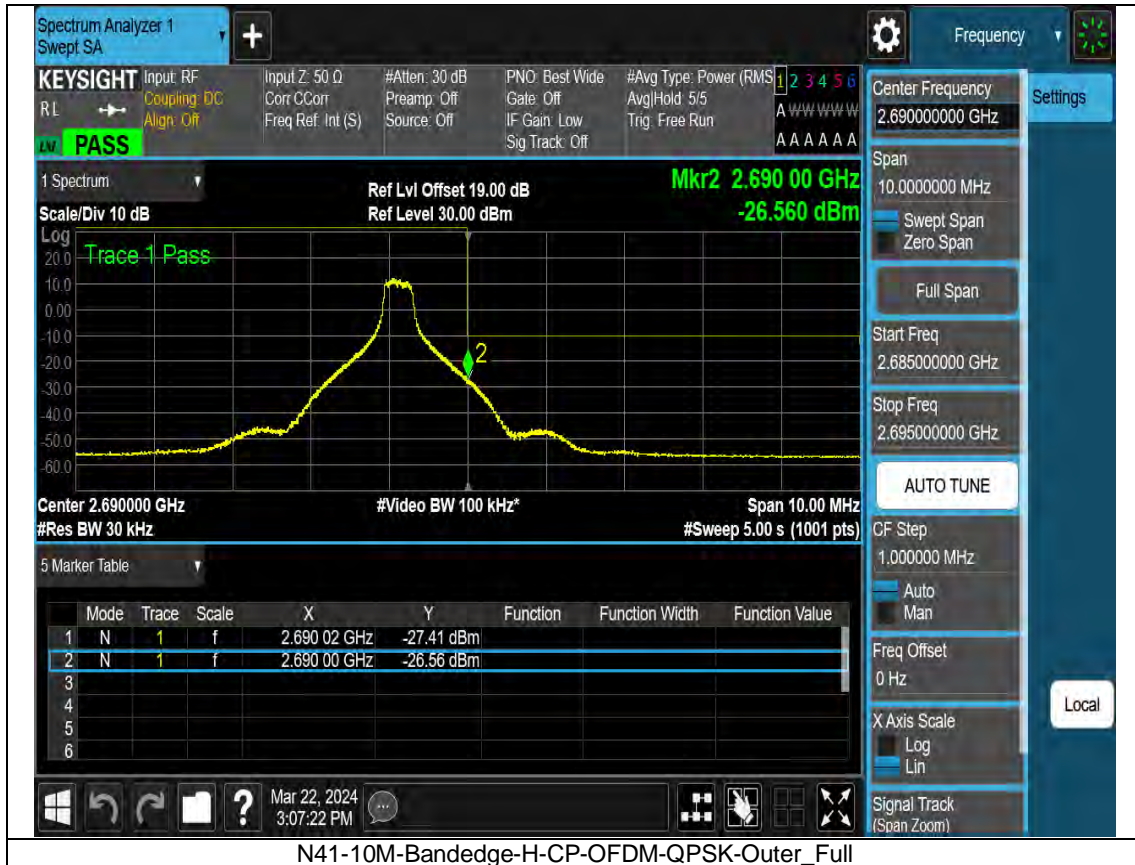 Spectrum Analyzer 1
Swept SA
+
Frequency
KEYSIGHT
RL
LXI PASS
Input: RF
Coupling: DC
Align: Off
Input Z: 50 Ω
Corr CCorr
Freq Ref: Int (S)
#Atten: 30 dB
Preamp: Off
Source: Off
PNO: Best Wide
Gate: Off
IF Gain: Low
Sig Track: Off
#Avg Type: Power (RMS
Avg|Hold: 5/5
Trig: Free Run
1 2 3 4 5 6
A W W W W W
A A A A A A
1 Spectrum
Scale/Div 10 dB
Ref Lvl Offset 19.00 dB
Ref Level 30.00 dBm
Mkr2 2.690 00 GHz
-26.560 dBm
Log
Trace 1 Pass
20.0
10.0
0.00
-10.0
-20.0
-30.0
-40.0
-50.0
-60.0
2
Center 2.690000 GHz
#Video BW 100 kHz*
Span 10.00 MHz
#Res BW 30 kHz
#Sweep 5.00 s (1001 pts)
5 Marker Table
Mode Trace Scale X Y Function Function Width Function Value
1 N 1 f 2.690 02 GHz -27.41 dBm
2 N 1 f 2.690 00 GHz -26.56 dBm
3
4
5
6
Mar 22, 2024
3:07:22 PM
?
Center Frequency
2.690000000 GHz
Settings
Span
10.0000000 MHz
Swept Span
Zero Span
Full Span
Start Freq
2.685000000 GHz
Stop Freq
2.695000000 GHz
AUTO TUNE
CF Step
1.000000 MHz
Auto
Man
Freq Offset
0 Hz
Local
X Axis Scale
Log
Lin
Signal Track
(Span Zoom)
N41-10M-Bandedge-H-CP-OFDM-QPSK-Outer_Full